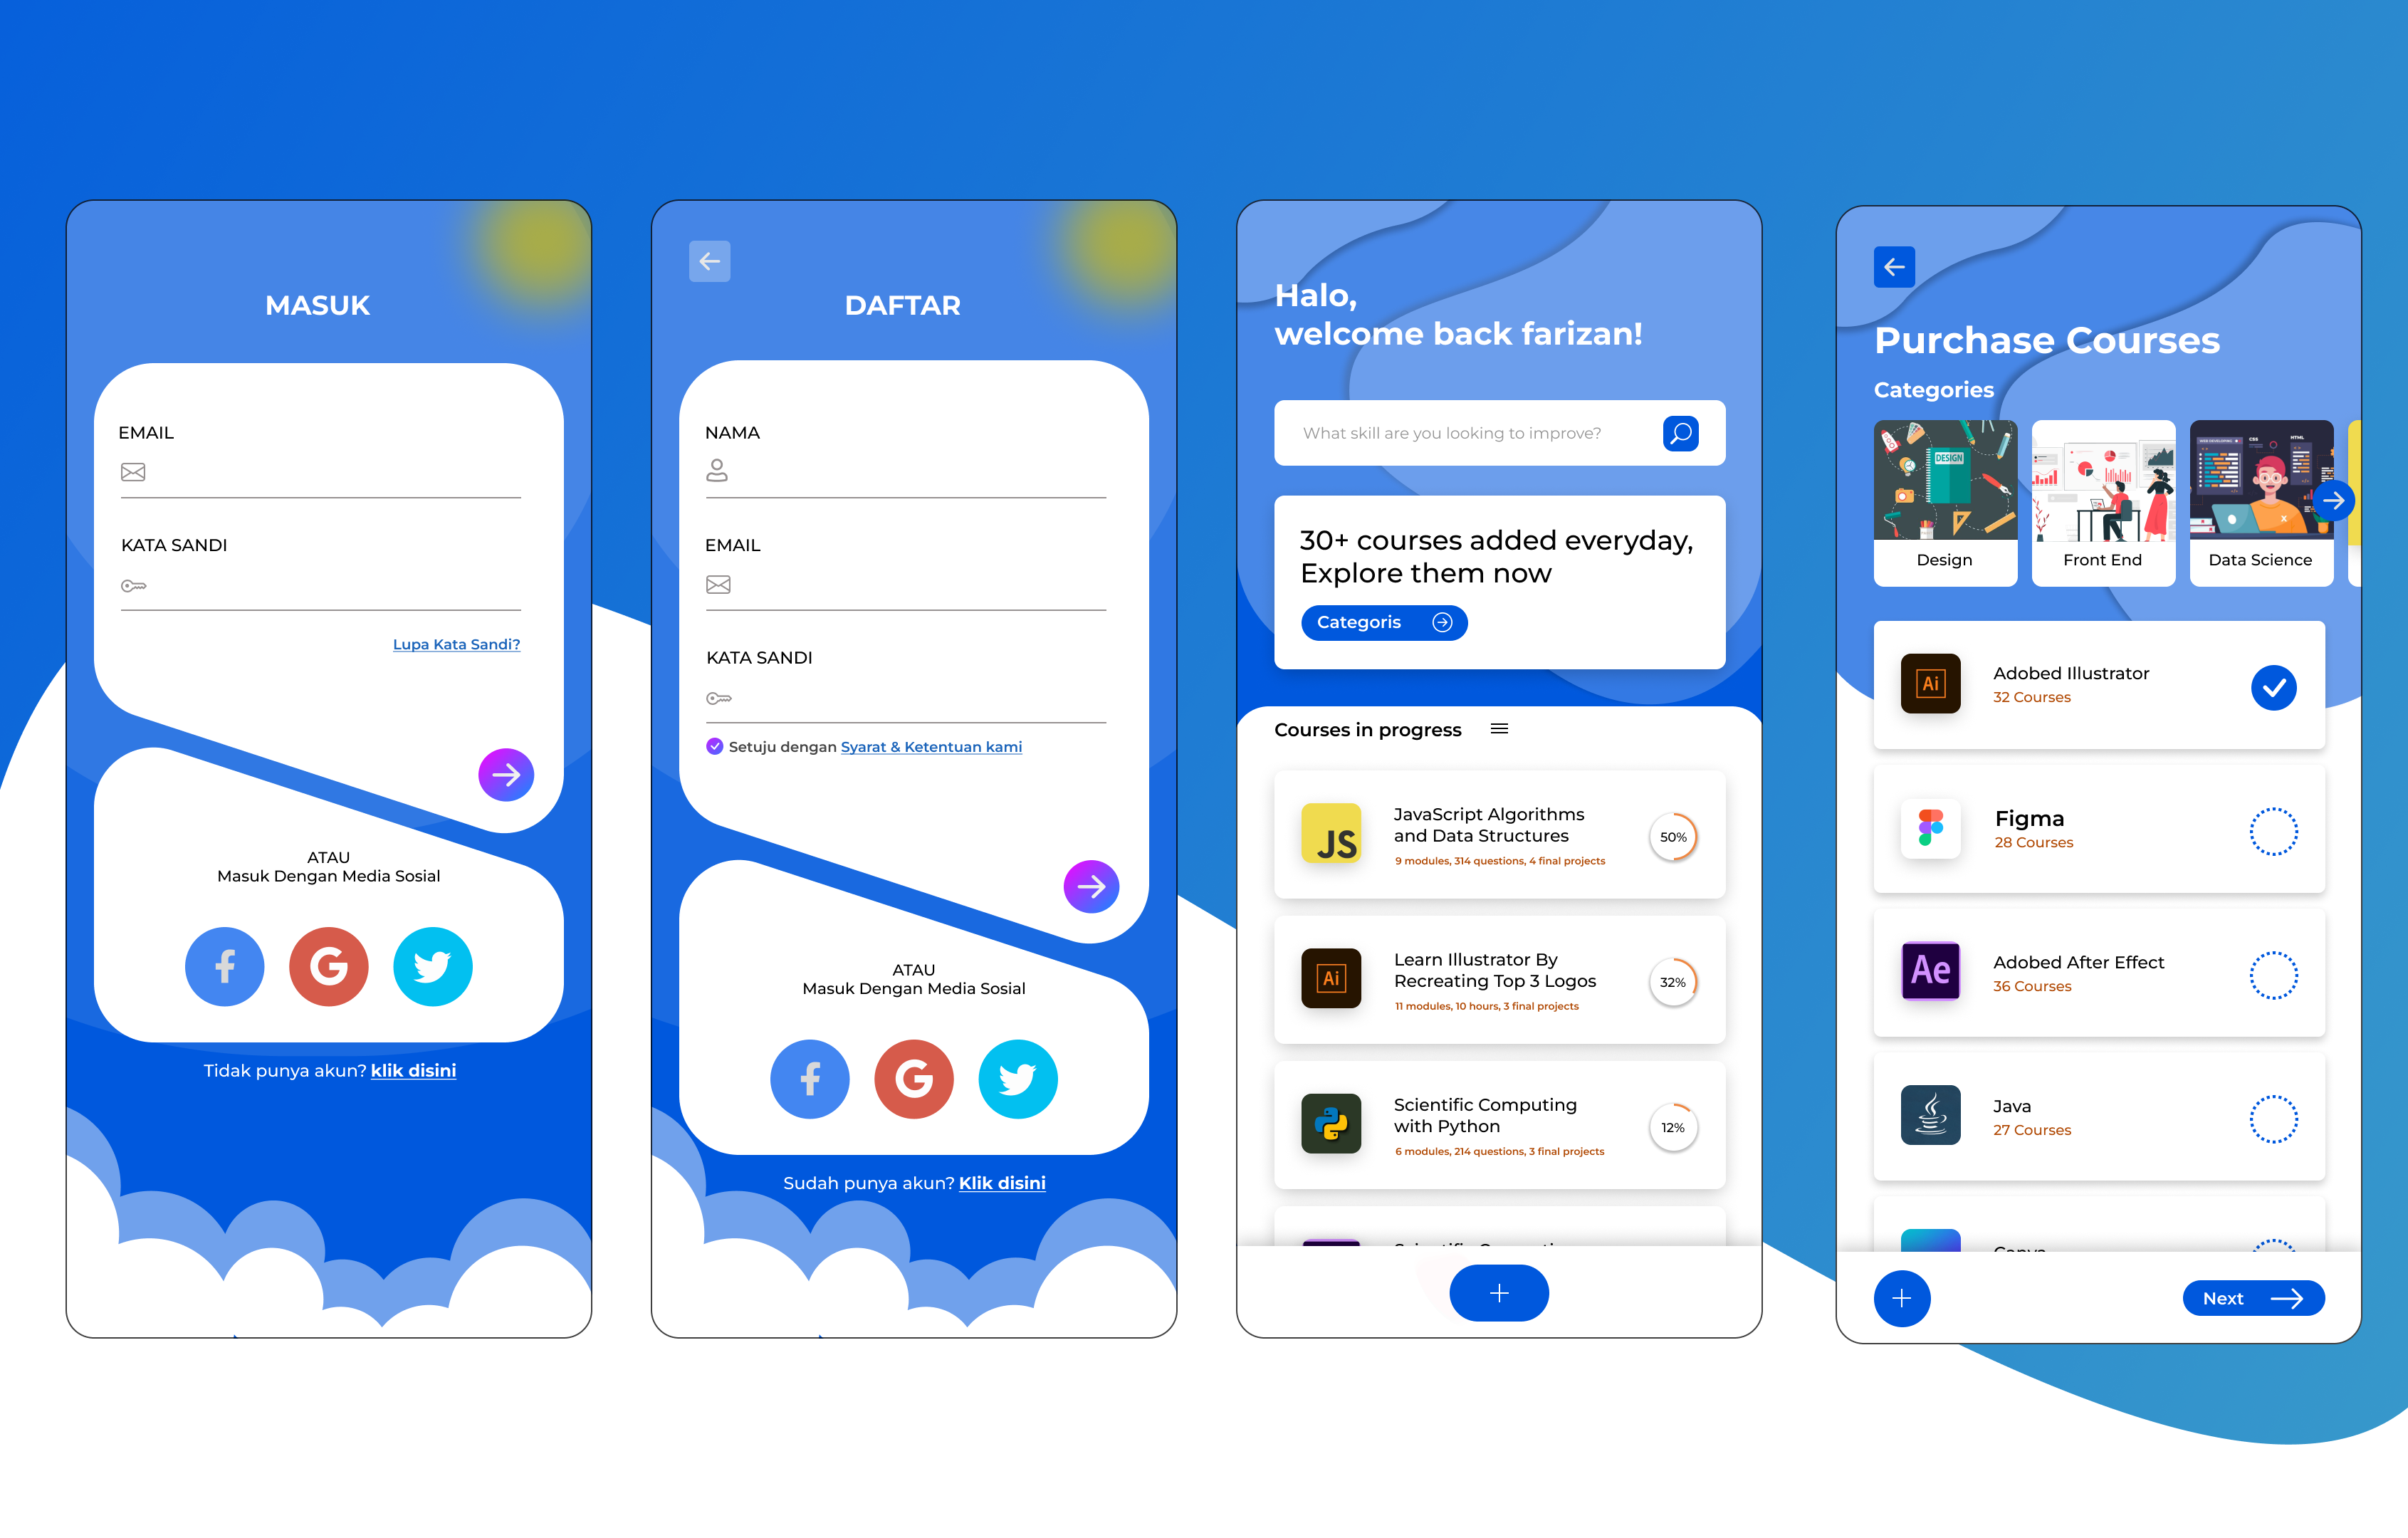 MASUK
EMAIL
KATA SANDI
Lupa Kata Sandi?
ATAU
Masuk Dengan Media Sosial
f
G
Tidak punya akun? klik disini
DAFTAR
NAMA
EMAIL
KATA SANDI
Setuju dengan Syarat & Ketentuan kami
ATAU
Masuk Dengan Media Sosial
f
G
Sudah punya akun? Klik disini
Halo,
welcome back farizan!
What skill are you looking to improve?
30+ courses added everyday,
Explore them now
Categoris
Courses in progress
JS
JavaScript Algorithms
and Data Structures
9 modules, 314 questions, 4 final projects
50%
Ai
Learn Illustrator By
Recreating Top 3 Logos
11 modules, 10 hours, 3 final projects
32%
Scientific Computing
with Python
6 modules, 214 questions, 3 final projects
12%
Purchase Courses
Categories
DESIGN
Design
Front End
WEB DEVELOPING
CSS
HTML
Data Science
Ai
Adobed Illustrator
32 Courses
Figma
28 Courses
Ae
Adobed After Effect
36 Courses
Java
27 Courses
Canva
Next